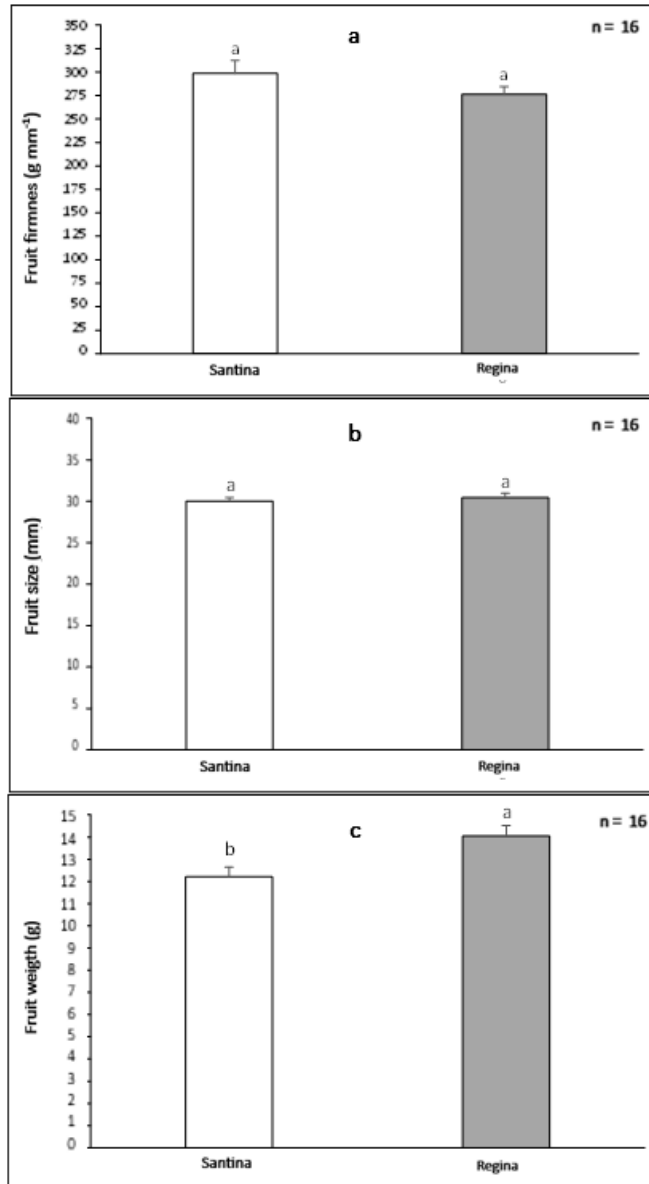 a
n = 16
Fruit firmnes (g mm⁻¹)
350
325
300
275
250
225
200
175
150
125
100
75
50
25
0
a
a
Santina
Regina
b
n = 16
Fruit size (mm)
40
35
30
25
20
15
10
5
0
a
a
Santina
Regina
c
n = 16
Fruit weigth (g)
15
14
13
12
11
10
9
8
7
6
5
4
3
2
1
0
b
a
Santina
Regina